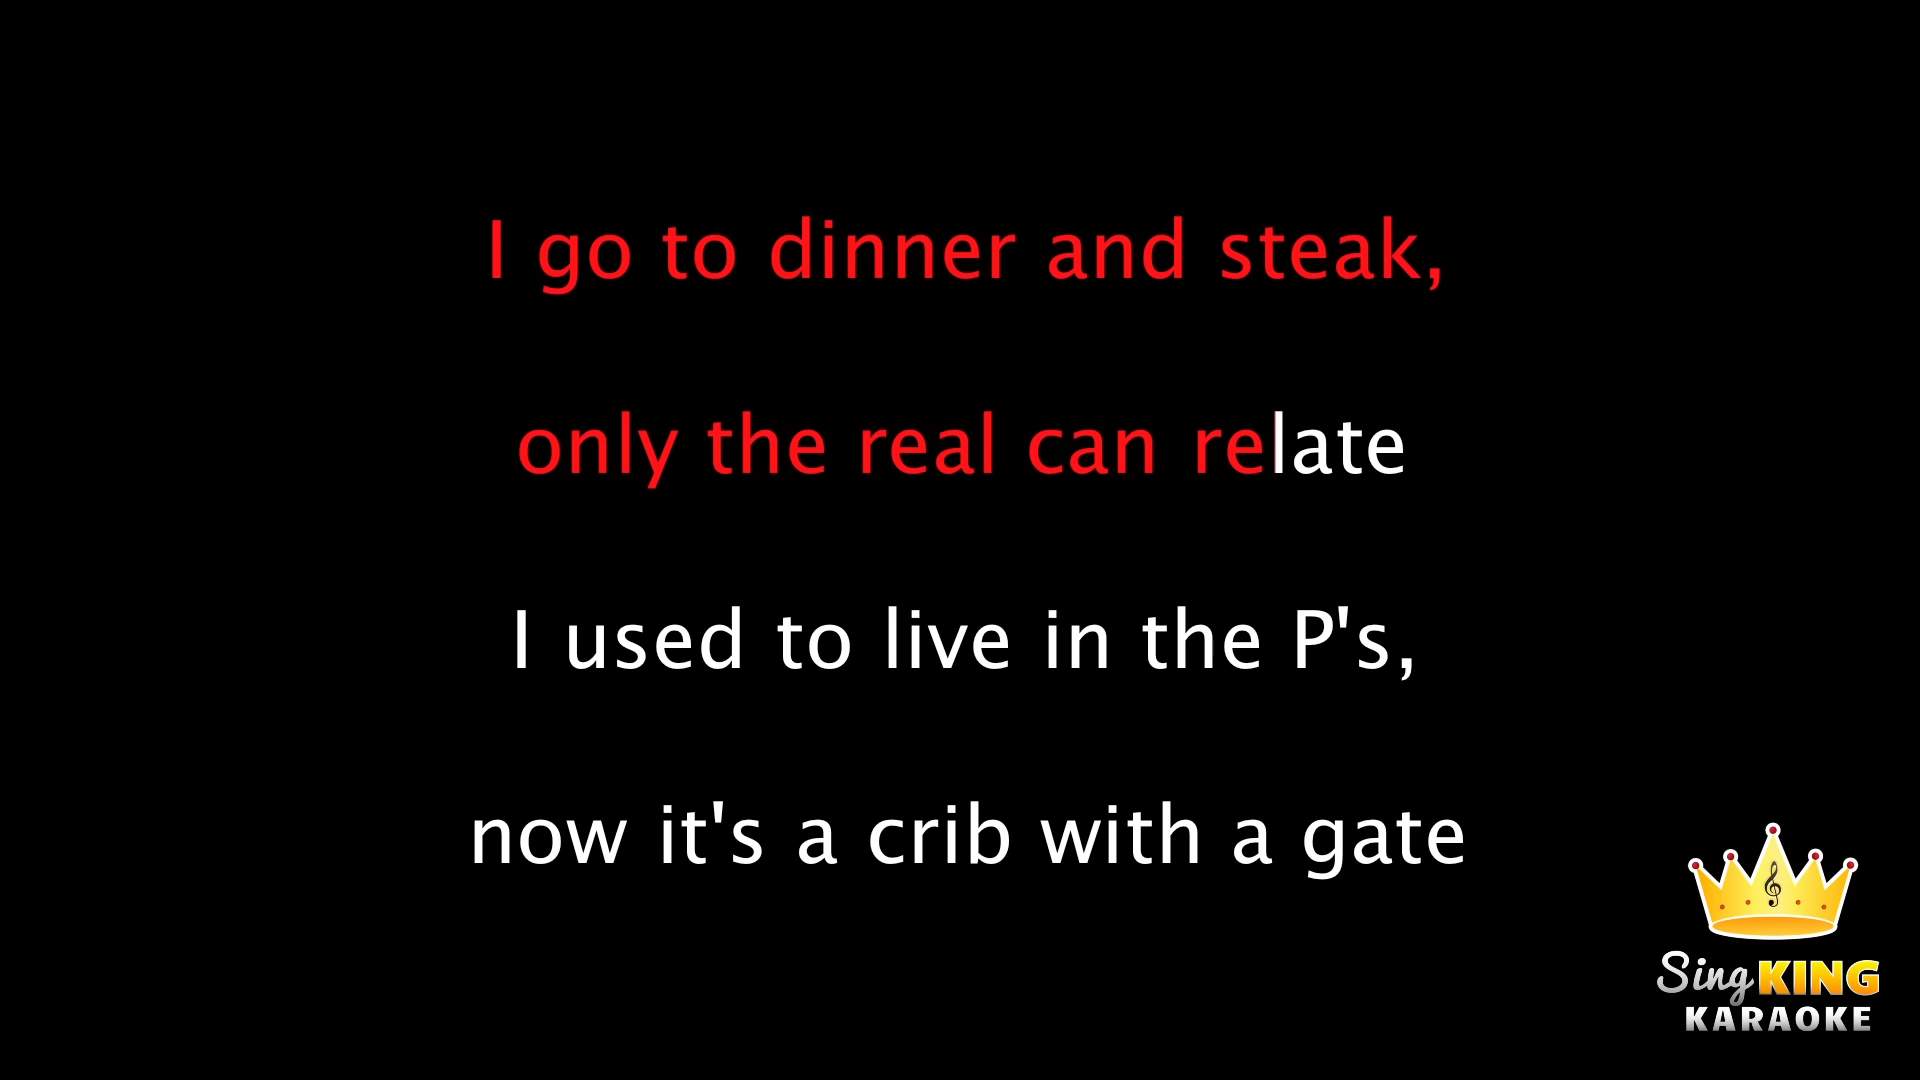 I go to dinner and steak,
only the real can relate
I used to live in the P's,
now it's a crib with a gate
Sing KING
KARAOKE